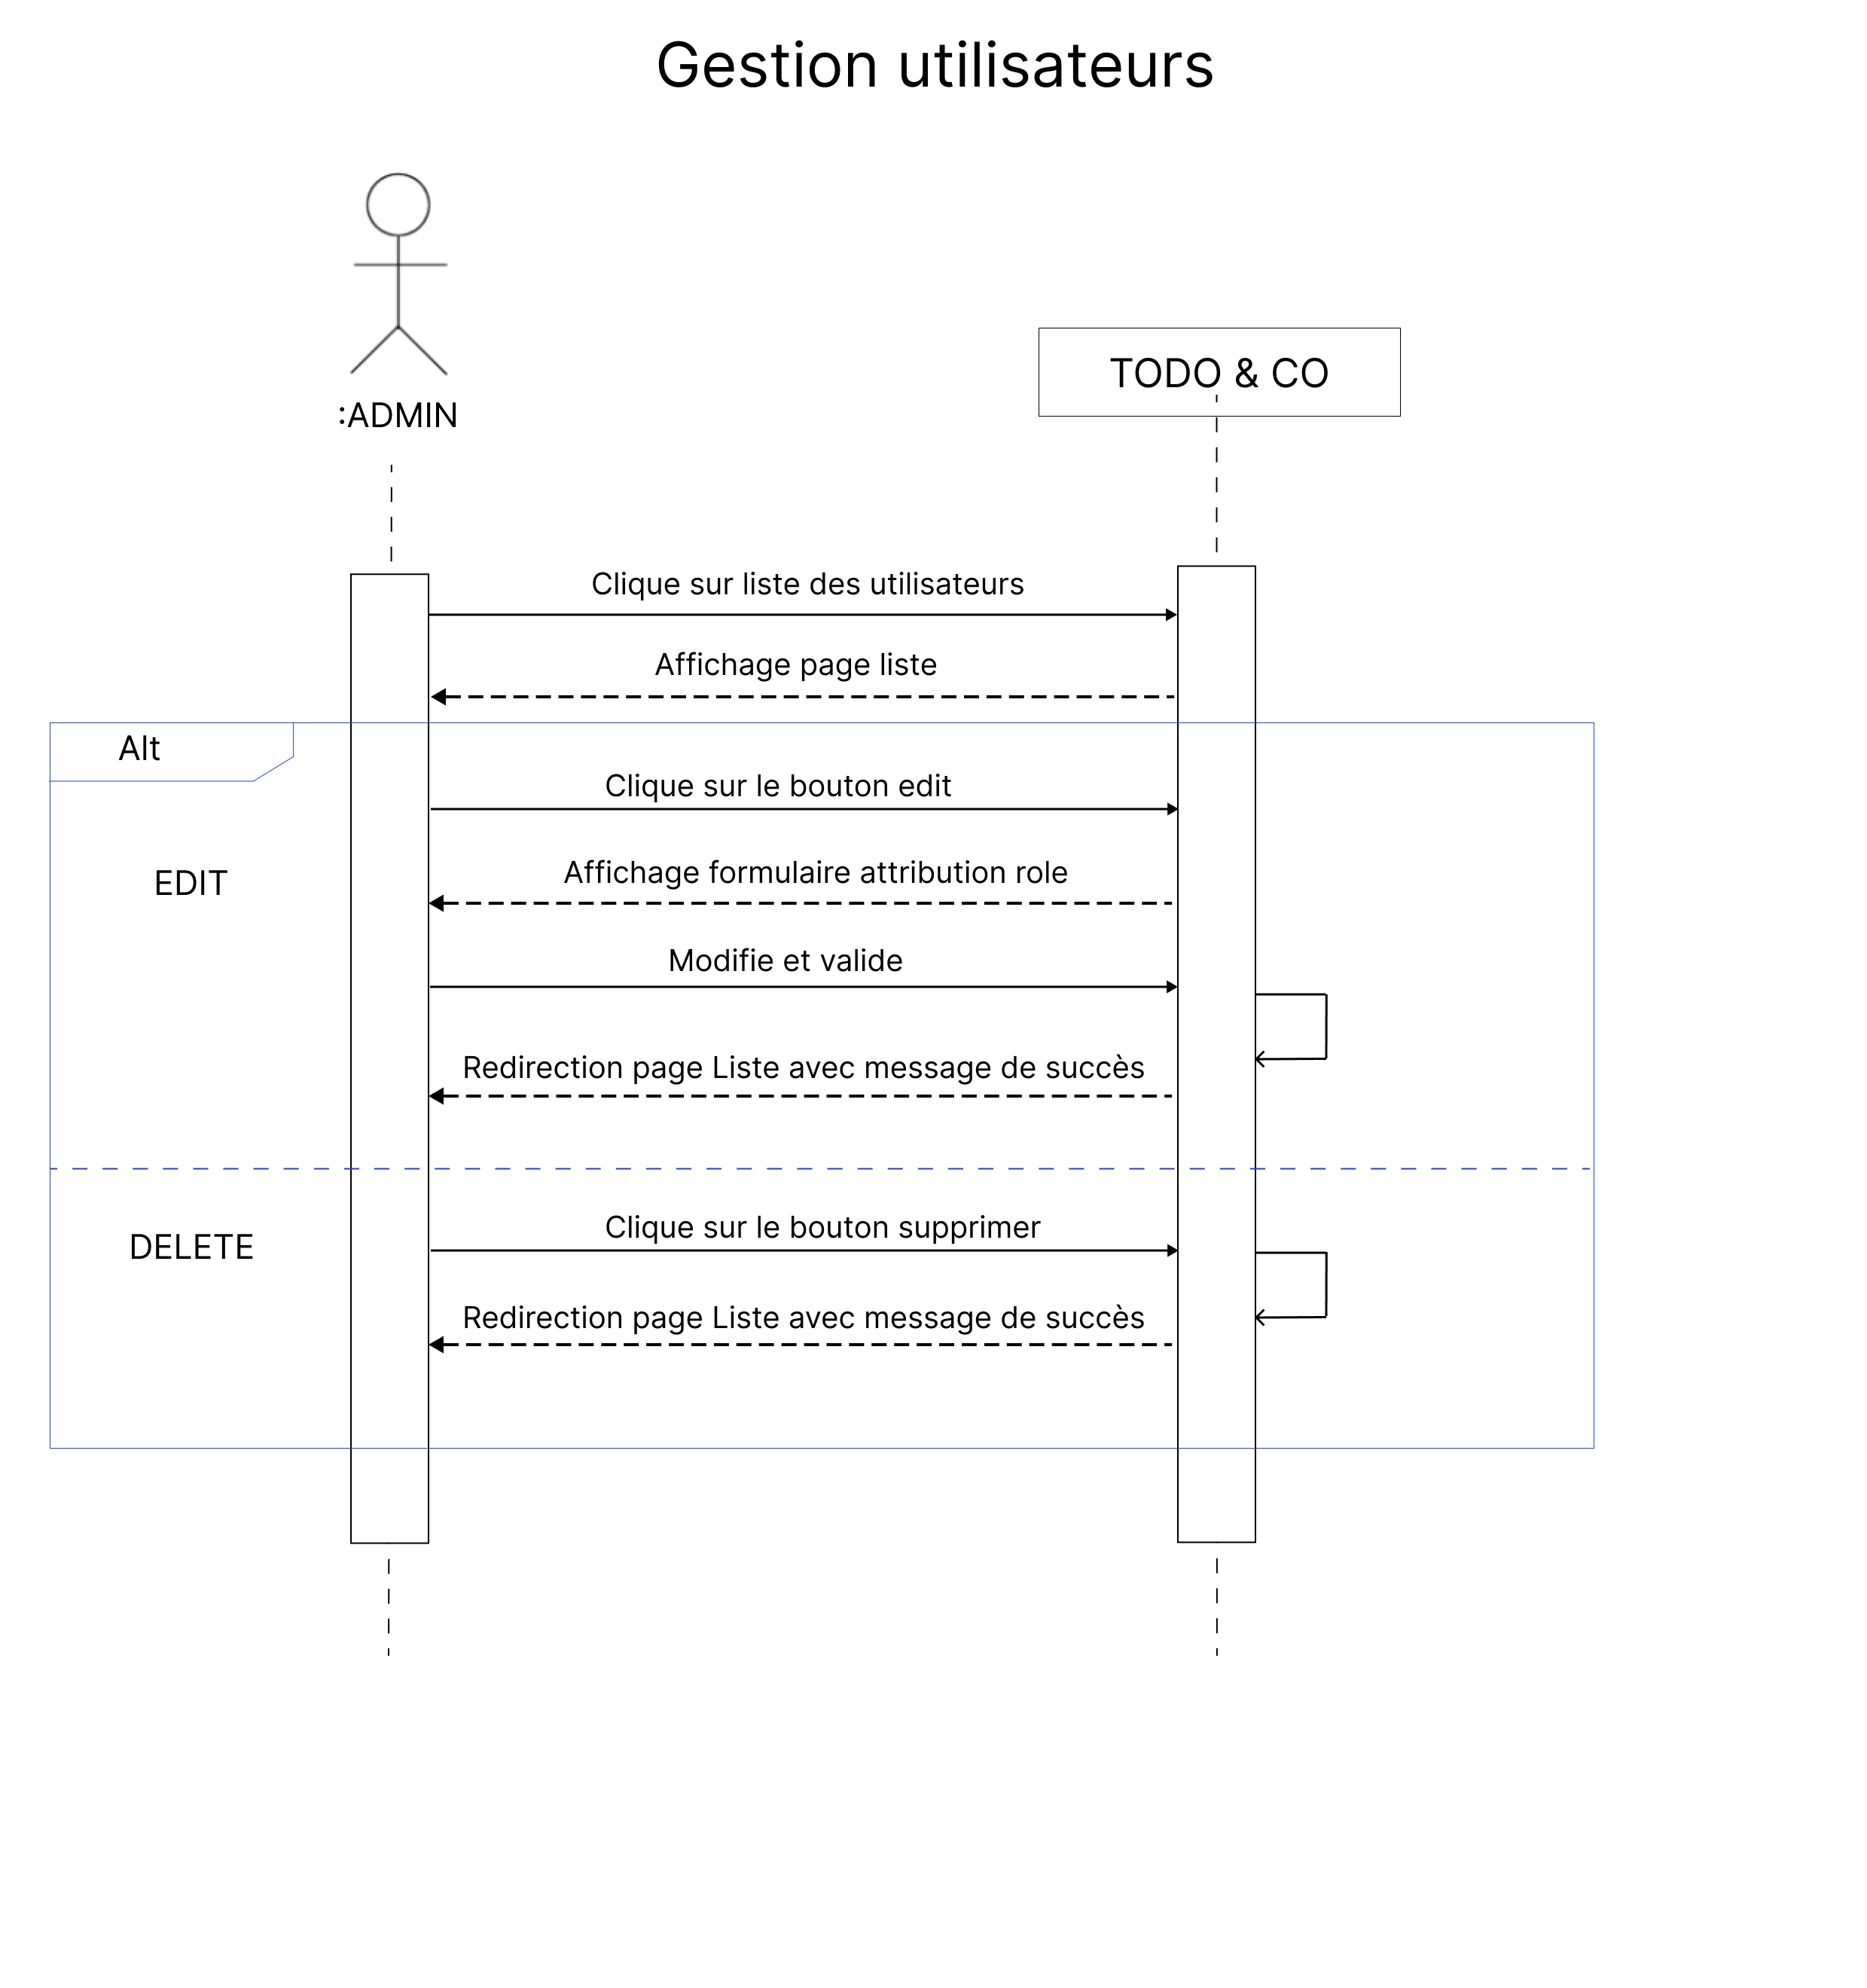 Gestion utilisateurs
:ADMIN
TODO & CO
Clique sur liste des utilisateurs
Affichage page liste
Alt
Clique sur le bouton edit
EDIT
Affichage formulaire attribution role
Modifie et valide
Redirection page Liste avec message de succès
Clique sur le bouton supprimer
DELETE
Redirection page Liste avec message de succès